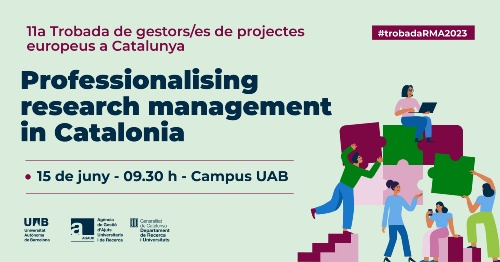 11a Trobada de gestors/es de projectes
europeus a Catalunya
#trobadaRMA2023
Professionalising
research management
in Catalonia
15 de juny - 09.30 h - Campus UAB
UAB
Universitat
Autònoma
de Barcelona
AGAUR
Agència
de Gestió
d'Ajuts
Universitaris
i de Recerca
Generalitat
de Catalunya
Departament
de Recerca
i Universitats